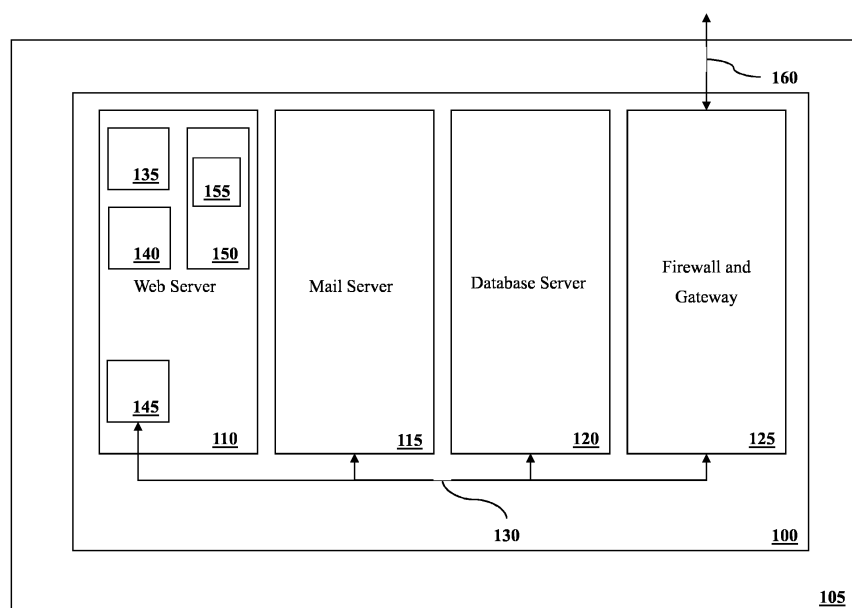 160
135
155
140
150
Web Server
Mail Server
Database Server
Firewall and
Gateway
145
110
115
120
125
130
100
105